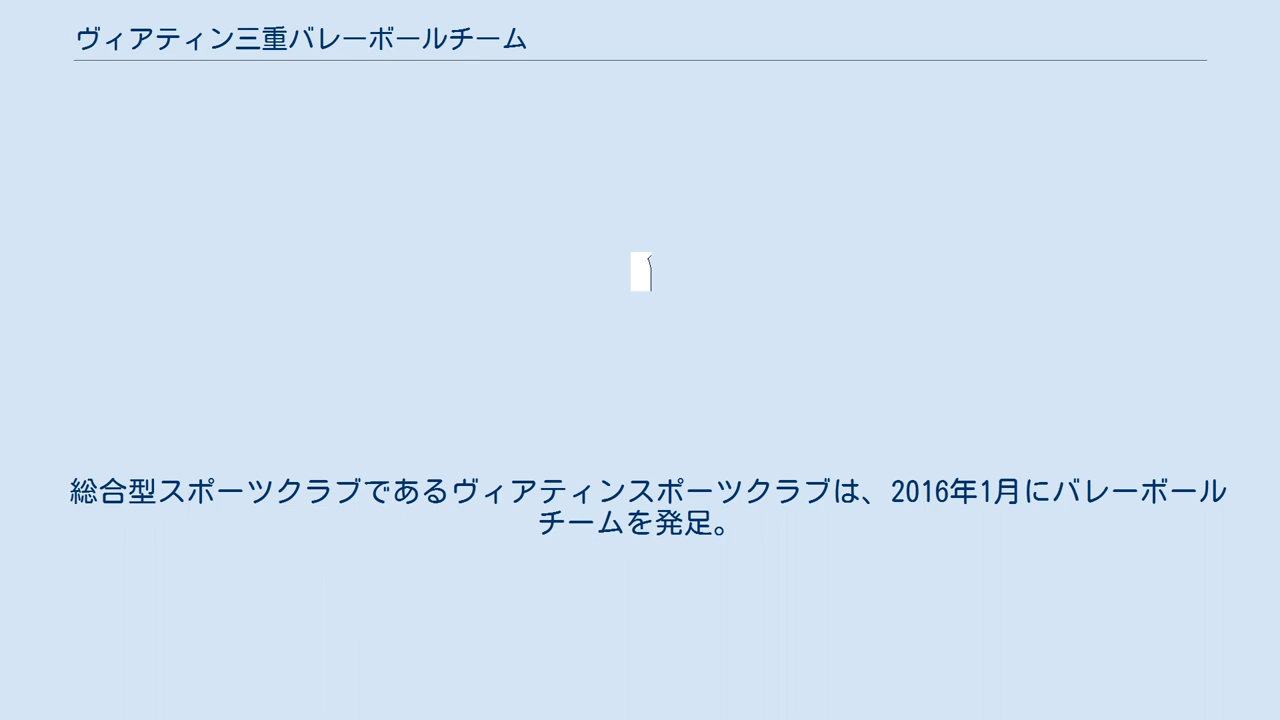 ヴィアティン三重バレーボールチーム
総合型スポーツクラブであるヴィアティンスポーツクラブは、2016年1月にバレーボール
チームを発足。